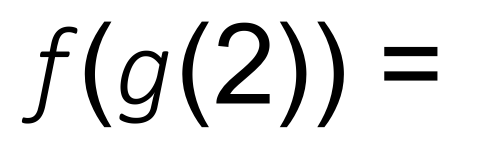 f(g(2)) =